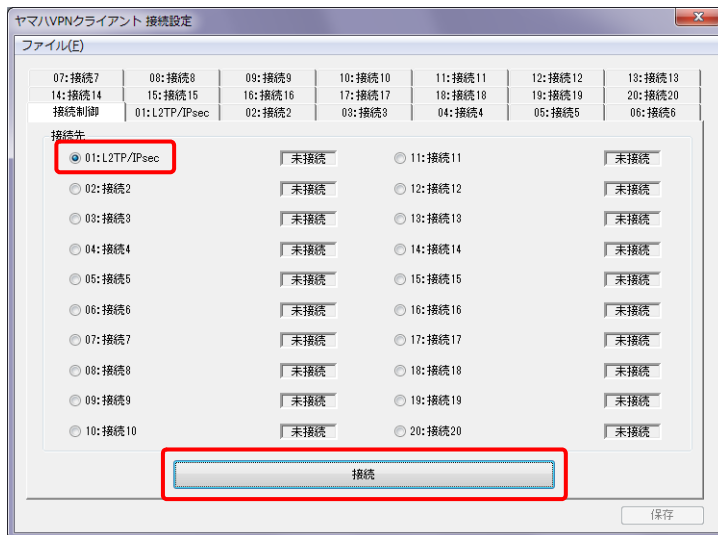 ヤマハVPNクライアント 接続設定
ファイル(F)
07:接続7 08:接続8 09:接続9 10:接続10 11:接続11 12:接続12 13:接続13
14:接続14 15:接続15 16:接続16 17:接続17 18:接続18 19:接続19 20:接続20
接続制御 01:L2TP/IPsec 02:接続2 03:接続3 04:接続4 05:接続5 06:接続6
接続先
01:L2TP/IPsec 未接続 11:接続11 未接続
02:接続2 未接続 12:接続12 未接続
03:接続3 未接続 13:接続13 未接続
04:接続4 未接続 14:接続14 未接続
05:接続5 未接続 15:接続15 未接続
06:接続6 未接続 16:接続16 未接続
07:接続7 未接続 17:接続17 未接続
08:接続8 未接続 18:接続18 未接続
09:接続9 未接続 19:接続19 未接続
10:接続10 未接続 20:接続20 未接続
接続
保存